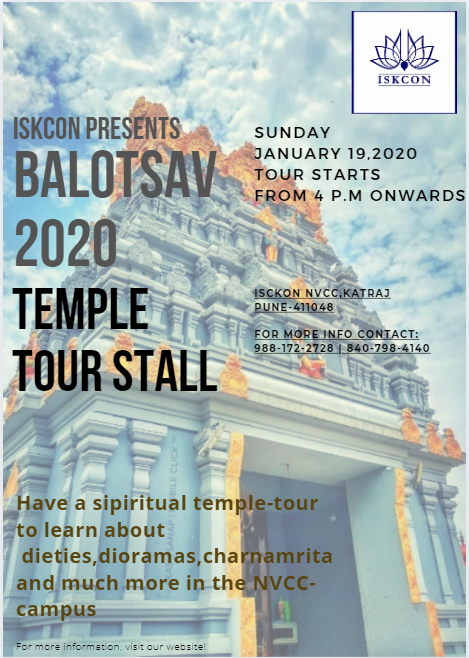 ISKCON
ISKCON PRESENTS
BALOTSAV
2020
TEMPLE
TOUR STALL
SUNDAY
JANUARY 19,2020
TOUR STARTS
FROM 4 P.M ONWARDS
ISCKON NVCC,KATRAJ
PUNE-411048
FOR MORE INFO CONTACT:
988-172-2728 | 840-798-4140
Have a sipiritual temple-tour
to learn about
dieties,dioramas,charnamrita
and much more in the NVCC-
campus
For more information, visit our website!